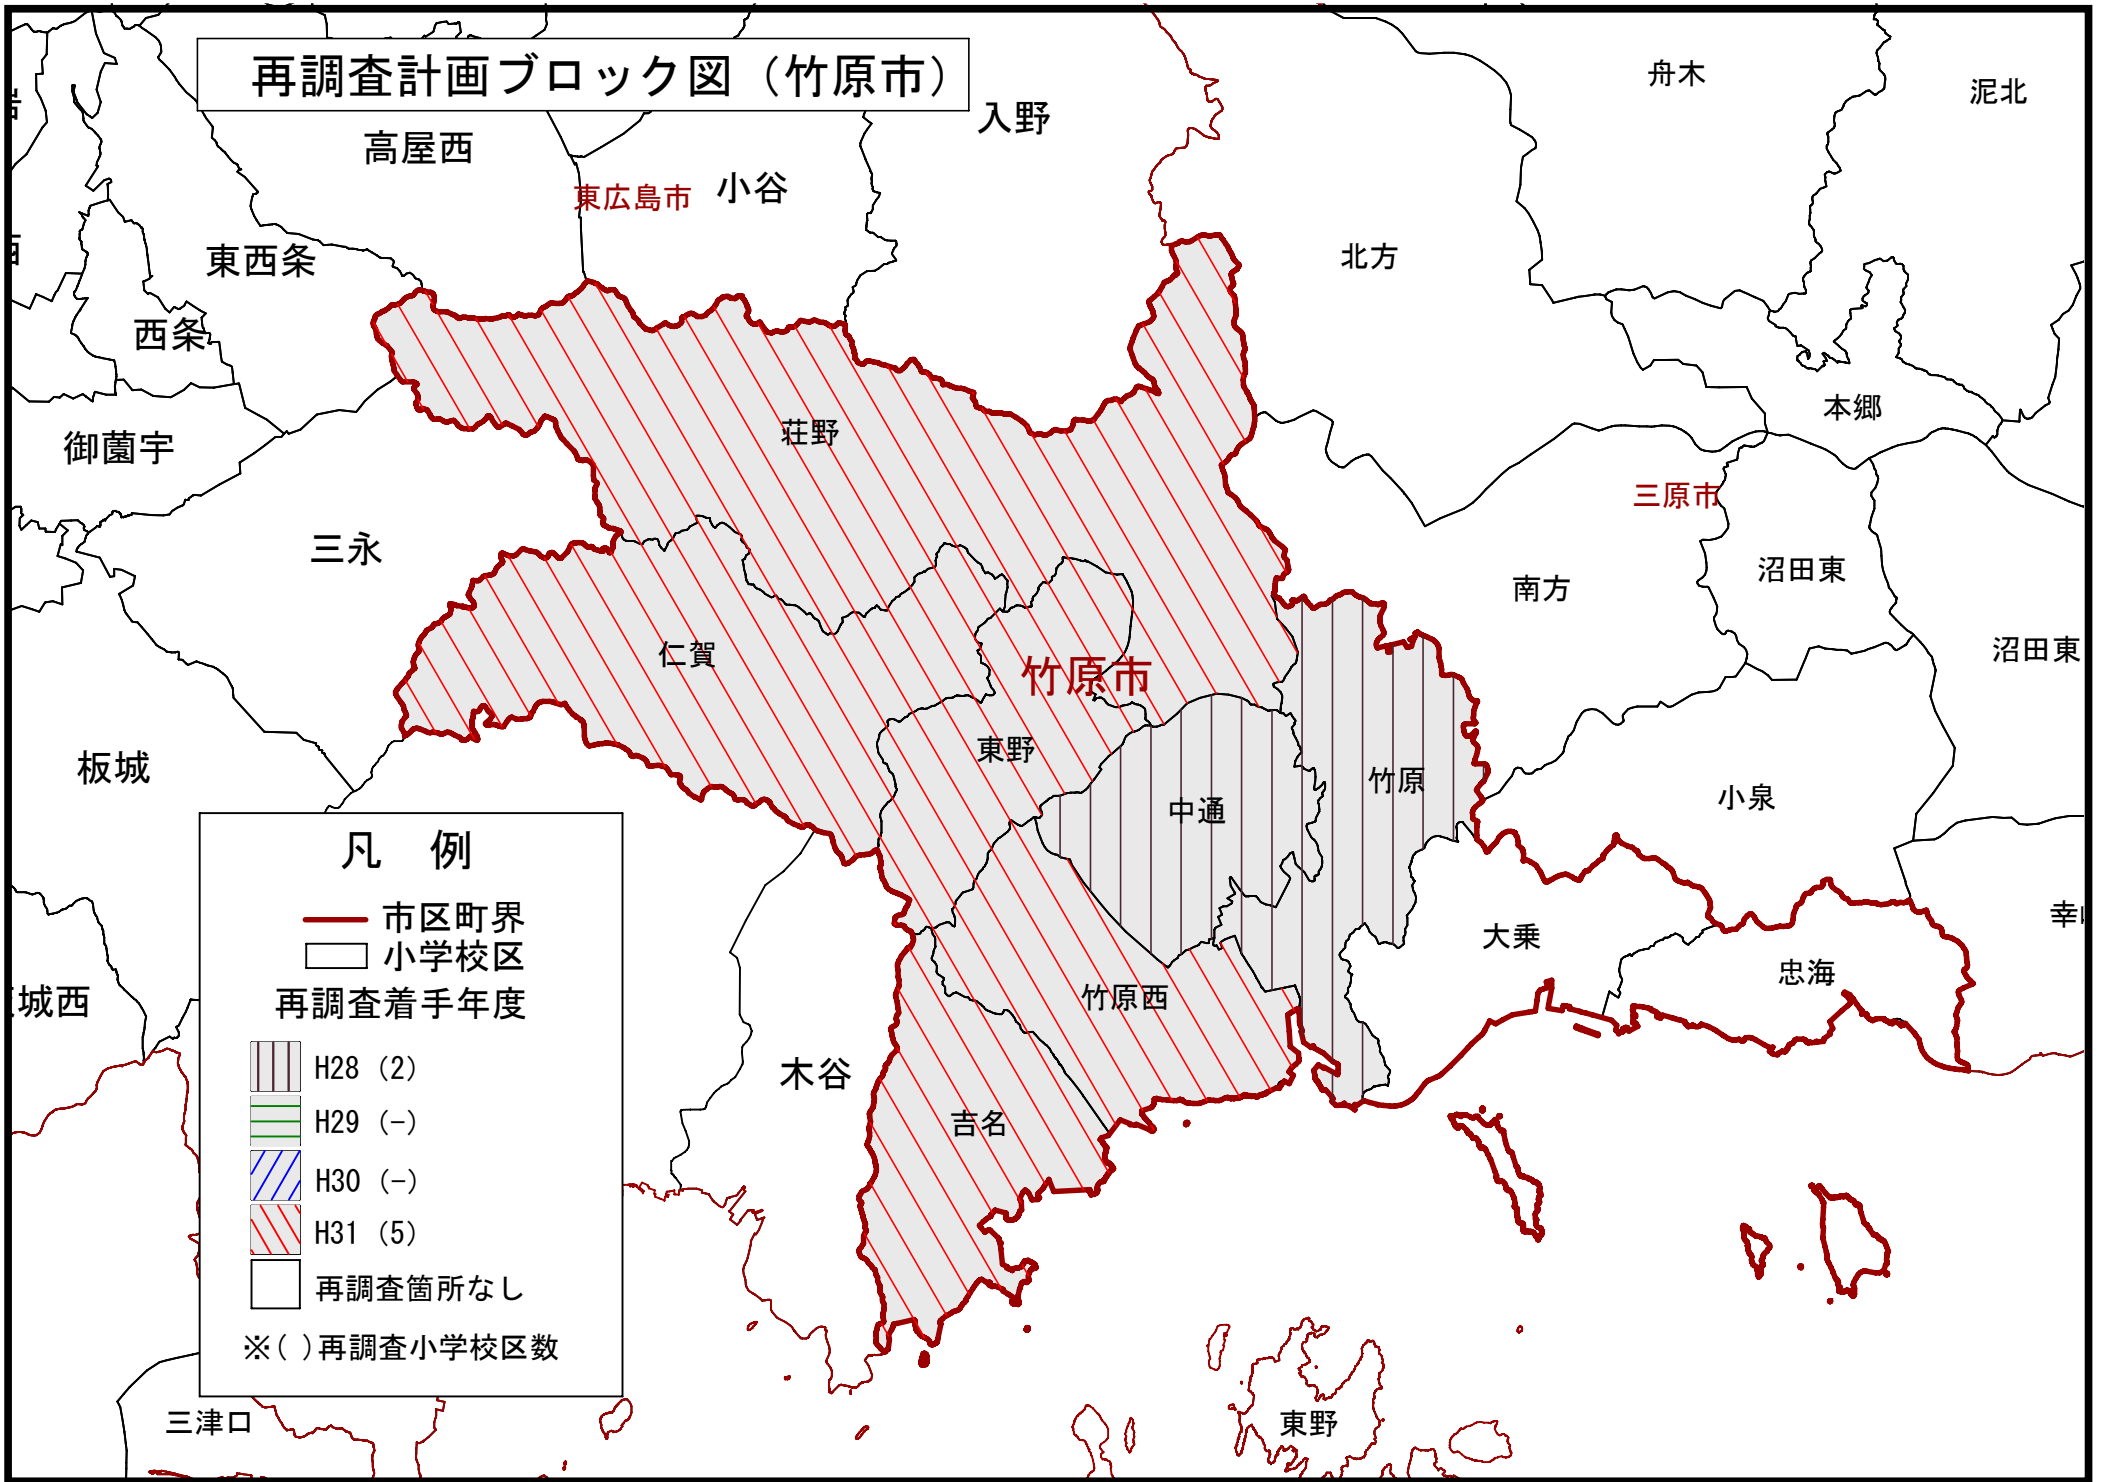 再調査計画ブロック図（竹原市）
舟木
泥北
入野
高屋西
小谷
東広島市
東西条
北方
西条
本郷
荘野
御薗宇
三原市
三永
沼田東
南方
沼田東
仁賀
竹原市
東野
板城
竹原
小泉
中通
幸
大乗
忠海
竹原西
城西
木谷
吉名
東野
三津口
凡　例
市区町界
小学校区
再調査着手年度
H28（2）
H29（-）
H30（-）
H31（5）
再調査箇所なし
※( )再調査小学校区数